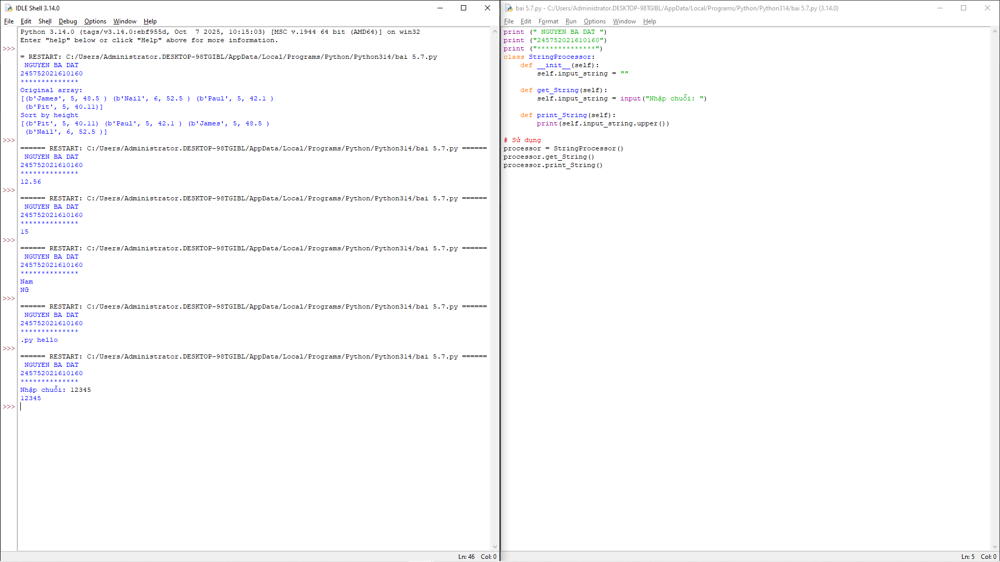 IDLE Shell 3.14.0
File Edit Shell Debug Options Window Help
Python 3.14.0 (tags/v3.14.0:ebf955d, Oct  7 2025, 10:15:03) [MSC v.1944 64 bit (AMD64)] on win32
Enter "help" below or click "Help" above for more information.
>>>
= RESTART: C:/Users/Administrator.DESKTOP-98TGIBL/AppData/Local/Programs/Python/Python314/bai 5.7.py
 NGUYEN BA DAT
245752021610160
**************
Original array:
[(b'James', 5, 48.5 ) (b'Nail', 6, 52.5 ) (b'Paul', 5, 42.1 )
 (b'Pit', 5, 40.11)]
Sort by height
[(b'Pit', 5, 40.11) (b'Paul', 5, 42.1 ) (b'James', 5, 48.5 )
 (b'Nail', 6, 52.5 )]
>>>
====== RESTART: C:/Users/Administrator.DESKTOP-98TGIBL/AppData/Local/Programs/Python/Python314/bai 5.7.py ======
 NGUYEN BA DAT
245752021610160
**************
12.56
>>>
====== RESTART: C:/Users/Administrator.DESKTOP-98TGIBL/AppData/Local/Programs/Python/Python314/bai 5.7.py ======
 NGUYEN BA DAT
245752021610160
**************
15
>>>
====== RESTART: C:/Users/Administrator.DESKTOP-98TGIBL/AppData/Local/Programs/Python/Python314/bai 5.7.py ======
 NGUYEN BA DAT
245752021610160
**************
Nam
Nữ
>>>
====== RESTART: C:/Users/Administrator.DESKTOP-98TGIBL/AppData/Local/Programs/Python/Python314/bai 5.7.py ======
 NGUYEN BA DAT
245752021610160
**************
.py hello
>>>
====== RESTART: C:/Users/Administrator.DESKTOP-98TGIBL/AppData/Local/Programs/Python/Python314/bai 5.7.py ======
 NGUYEN BA DAT
245752021610160
**************
Nhập chuỗi: 12345
12345
>>>
Ln: 46 Col: 0
bai 5.7.py - C:/Users/Administrator.DESKTOP-98TGIBL/AppData/Local/Programs/Python/Python314/bai 5.7.py (3.14.0)
File Edit Format Run Options Window Help
print (" NGUYEN BA DAT ")
print ("245752021610160")
print ("**************")
class StringProcessor:
    def __init__(self):
        self.input_string = ""
    def get_String(self):
        self.input_string = input("Nhập chuỗi: ")
    def print_String(self):
        print(self.input_string.upper())
# Sử dụng
processor = StringProcessor()
processor.get_String()
processor.print_String()
Ln: 5 Col: 0